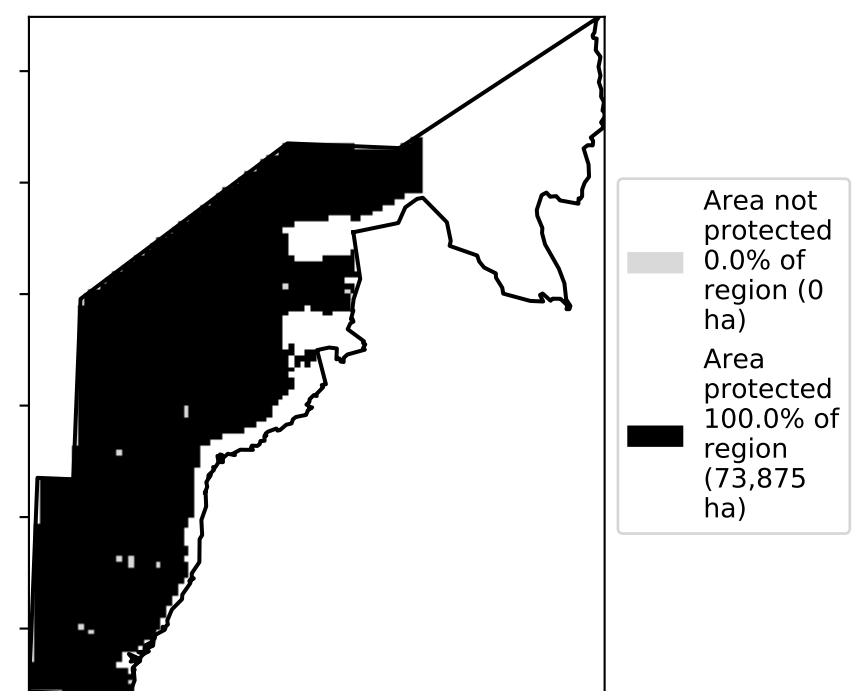 Area not
protected
0.0% of
region (0
ha)
Area
protected
100.0% of
region
(73,875
ha)